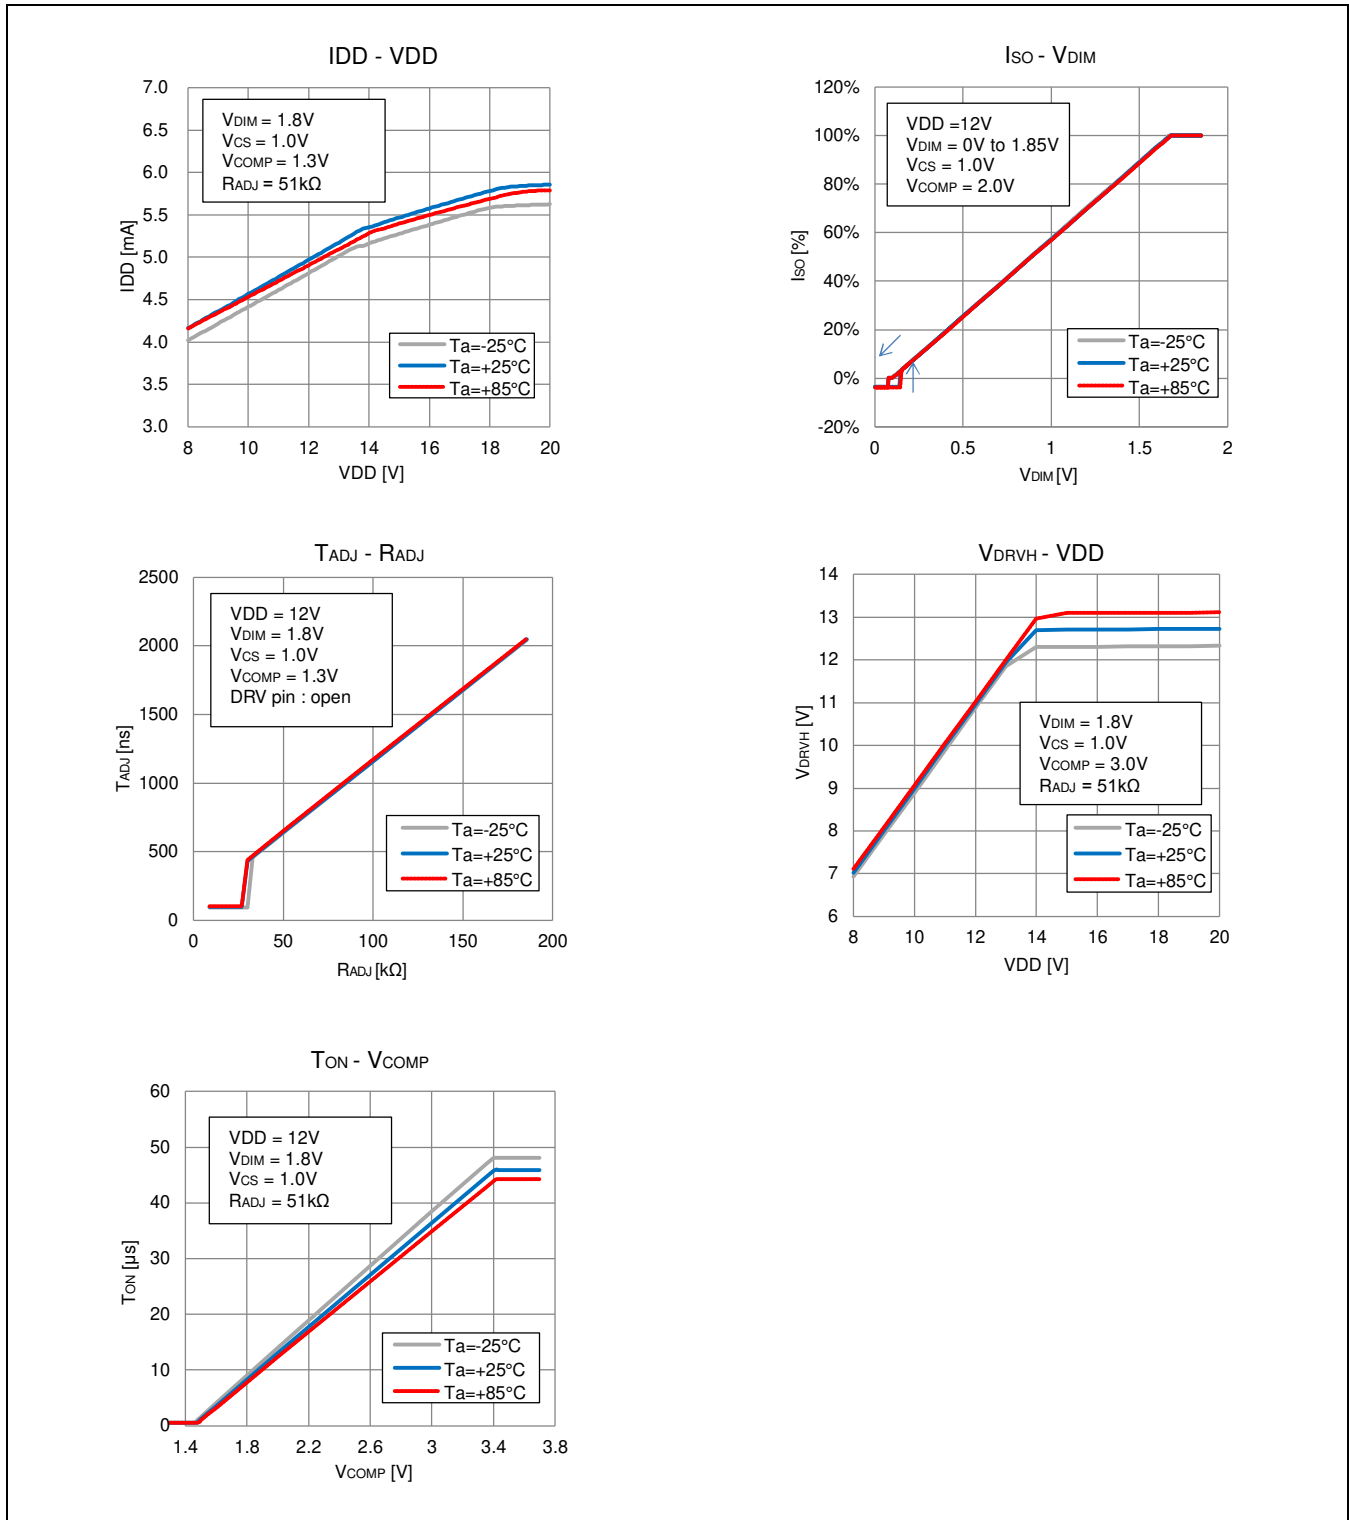 IDD - VDD
7.0
6.5
6.0
5.5
5.0
4.5
4.0
3.5
3.0
IDD [mA]
VDIM = 1.8V
VCS = 1.0V
VCOMP = 1.3V
RADJ = 51kΩ
Ta=-25°C
Ta=+25°C
Ta=+85°C
8 10 12 14 16 18 20
VDD [V]
ISO - VDIM
120%
100%
80%
60%
40%
20%
0%
-20%
ISO [%]
VDD =12V
VDIM = 0V to 1.85V
VCS = 1.0V
VCOMP = 2.0V
Ta=-25°C
Ta=+25°C
Ta=+85°C
0 0.5 1 1.5 2
VDIM [V]
TADJ - RADJ
2500
2000
1500
1000
500
0
TADJ [ns]
VDD = 12V
VDIM = 1.8V
VCS = 1.0V
VCOMP = 1.3V
DRV pin : open
Ta=-25°C
Ta=+25°C
Ta=+85°C
0 50 100 150 200
RADJ [kΩ]
VDRVH - VDD
14
13
12
11
10
9
8
7
6
VDRVH [V]
VDIM = 1.8V
VCS = 1.0V
VCOMP = 3.0V
RADJ = 51kΩ
Ta=-25°C
Ta=+25°C
Ta=+85°C
8 10 12 14 16 18 20
VDD [V]
TON - VCOMP
60
50
40
30
20
10
0
TON [µs]
VDD = 12V
VDIM = 1.8V
VCS = 1.0V
RADJ = 51kΩ
Ta=-25°C
Ta=+25°C
Ta=+85°C
1.4 1.8 2.2 2.6 3 3.4 3.8
VCOMP [V]